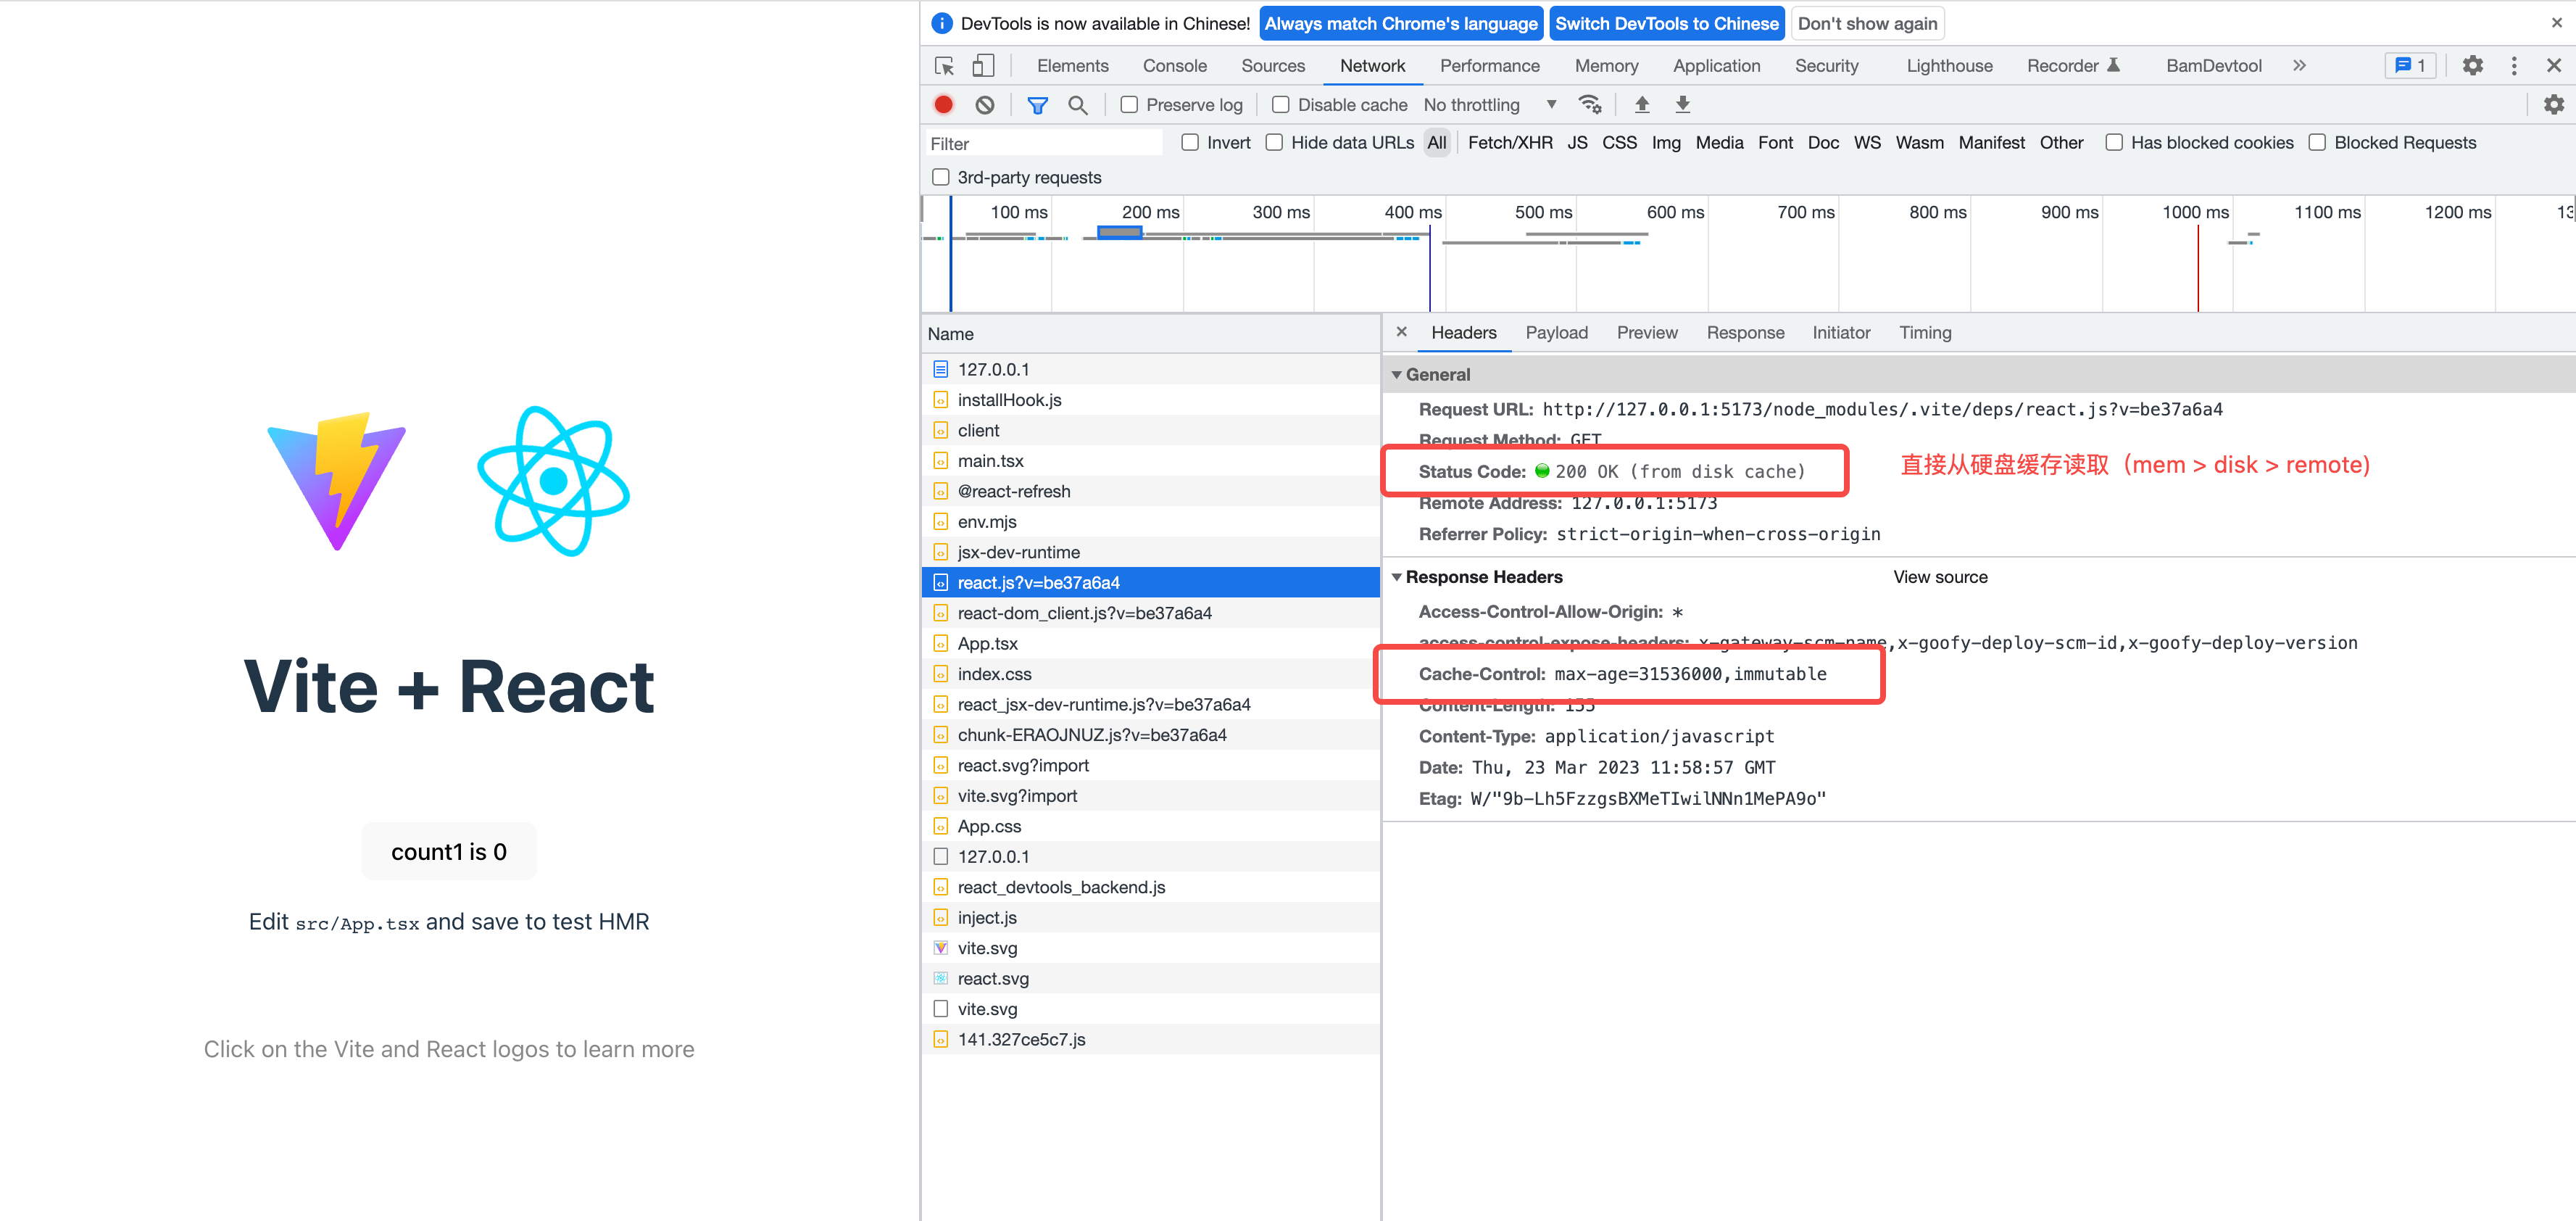 DevTools is now available in Chinese! Always match Chrome's language Switch DevTools to Chinese Don't show again
Elements Console Sources Network Performance Memory Application Security Lighthouse Recorder BamDevtool 1
Preserve log Disable cache No throttling
Filter Invert Hide data URLs All Fetch/XHR JS CSS Img Media Font Doc WS Wasm Manifest Other Has blocked cookies Blocked Requests
3rd-party requests
100 ms 200 ms 300 ms 400 ms 500 ms 600 ms 700 ms 800 ms 900 ms 1000 ms 1100 ms 1200 ms 13
Name
127.0.0.1
installHook.js
client
main.tsx
@react-refresh
env.mjs
jsx-dev-runtime
react.js?v=be37a6a4
react-dom_client.js?v=be37a6a4
App.tsx
index.css
react_jsx-dev-runtime.js?v=be37a6a4
chunk-ERAOJNUZ.js?v=be37a6a4
react.svg?import
vite.svg?import
App.css
127.0.0.1
react_devtools_backend.js
inject.js
vite.svg
react.svg
vite.svg
141.327ce5c7.js
Headers Payload Preview Response Initiator Timing
General
Request URL: http://127.0.0.1:5173/node_modules/.vite/deps/react.js?v=be37a6a4
Request Method: GET
Status Code: 200 OK (from disk cache)
直接从硬盘缓存读取（mem > disk > remote)
Remote Address: 127.0.0.1:5173
Referrer Policy: strict-origin-when-cross-origin
Response Headers View source
Access-Control-Allow-Origin: *
access-control-expose-headers: x-gateway-scm-name,x-goofy-deploy-scm-id,x-goofy-deploy-version
Cache-Control: max-age=31536000,immutable
Content-Length: 155
Content-Type: application/javascript
Date: Thu, 23 Mar 2023 11:58:57 GMT
Etag: W/"9b-Lh5FzzgsBXMeTIwilNNn1MePA9o"
Vite + React
count1 is 0
Edit src/App.tsx and save to test HMR
Click on the Vite and React logos to learn more